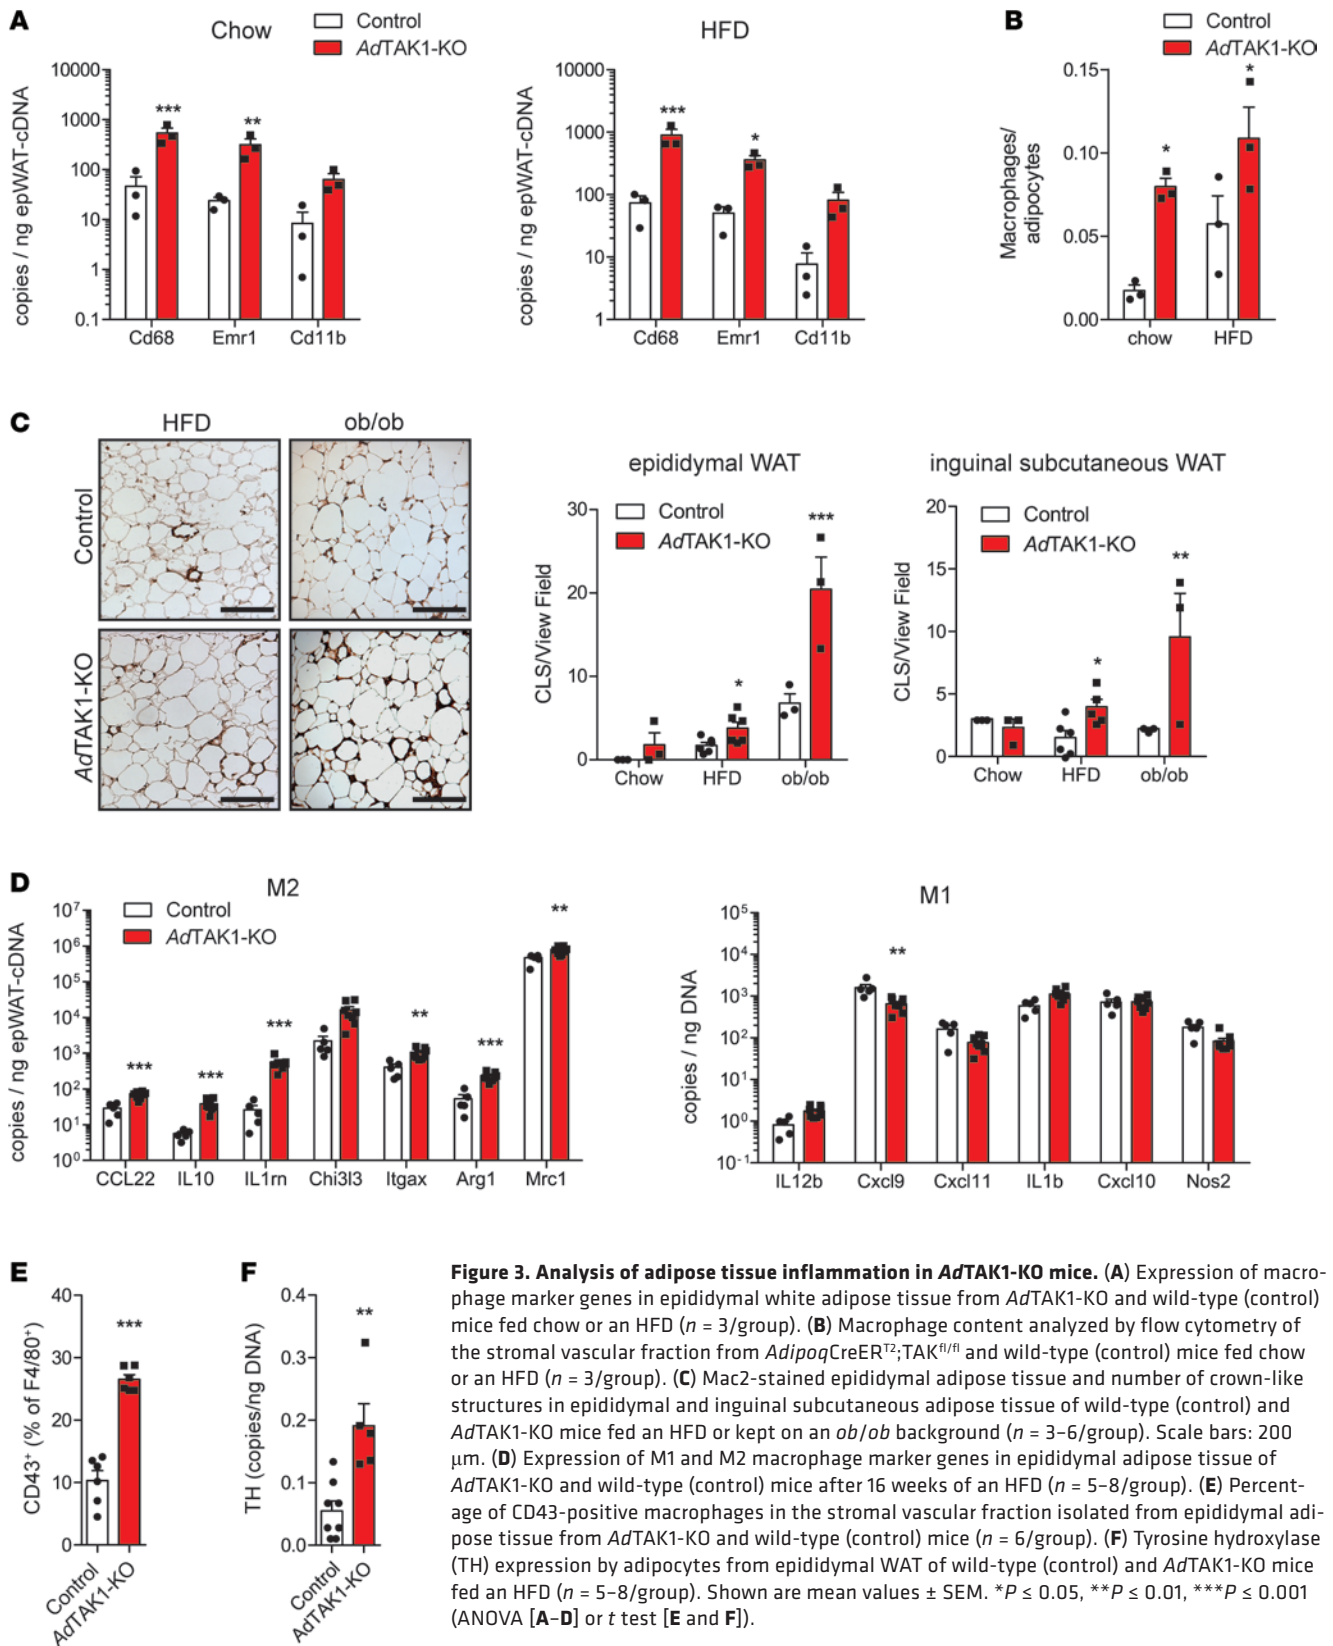 A
Chow
Control
AdTAK1-KO
copies / ng epWAT-cDNA
10000
1000
100
10
1
0.1
***
**
Cd68
Emr1
Cd11b
HFD
copies / ng epWAT-cDNA
10000
1000
100
10
1
***
*
Cd68
Emr1
Cd11b
B
Control
AdTAK1-KO
Macrophages/
adipocytes
0.15
0.10
0.05
0.00
*
*
chow
HFD
C
HFD
ob/ob
Control
AdTAK1-KO
epididymal WAT
Control
AdTAK1-KO
CLS/View Field
30
20
10
0
*
***
Chow
HFD
ob/ob
inguinal subcutaneous WAT
Control
AdTAK1-KO
CLS/View Field
20
15
10
5
0
*
**
Chow
HFD
ob/ob
D
M2
Control
AdTAK1-KO
copies / ng epWAT-cDNA
10⁷
10⁶
10⁵
10⁴
10³
10²
10¹
10⁰
***
***
***
**
***
**
CCL22
IL10
IL1rn
Chi3l3
Itgax
Arg1
Mrc1
M1
copies / ng DNA
10⁵
10⁴
10³
10²
10¹
10⁰
10⁻¹
**
IL12b
Cxcl9
Cxcl11
IL1b
Cxcl10
Nos2
E
CD43⁺ (% of F4/80⁺)
40
30
20
10
0
***
Control
AdTAK1-KO
F
TH (copies/ng DNA)
0.4
0.3
0.2
0.1
0.0
**
Control
AdTAK1-KO
Figure 3. Analysis of adipose tissue inflammation in AdTAK1-KO mice. (A) Expression of macro-
phage marker genes in epididymal white adipose tissue from AdTAK1-KO and wild-type (control)
mice fed chow or an HFD (n = 3/group). (B) Macrophage content analyzed by flow cytometry of
the stromal vascular fraction from AdipoqCreERᵀ²;TAKᶠˡ/ᶠˡ and wild-type (control) mice fed chow
or an HFD (n = 3/group). (C) Mac2-stained epididymal adipose tissue and number of crown-like
structures in epididymal and inguinal subcutaneous adipose tissue of wild-type (control) and
AdTAK1-KO mice fed an HFD or kept on an ob/ob background (n = 3–6/group). Scale bars: 200
μm. (D) Expression of M1 and M2 macrophage marker genes in epididymal adipose tissue of
AdTAK1-KO and wild-type (control) mice after 16 weeks of an HFD (n = 5–8/group). (E) Percent-
age of CD43-positive macrophages in the stromal vascular fraction isolated from epididymal adi-
pose tissue from AdTAK1-KO and wild-type (control) mice (n = 6/group). (F) Tyrosine hydroxylase
(TH) expression by adipocytes from epididymal WAT of wild-type (control) and AdTAK1-KO mice
fed an HFD (n = 5–8/group). Shown are mean values ± SEM. *P ≤ 0.05, **P ≤ 0.01, ***P ≤ 0.001
(ANOVA [A–D] or t test [E and F]).